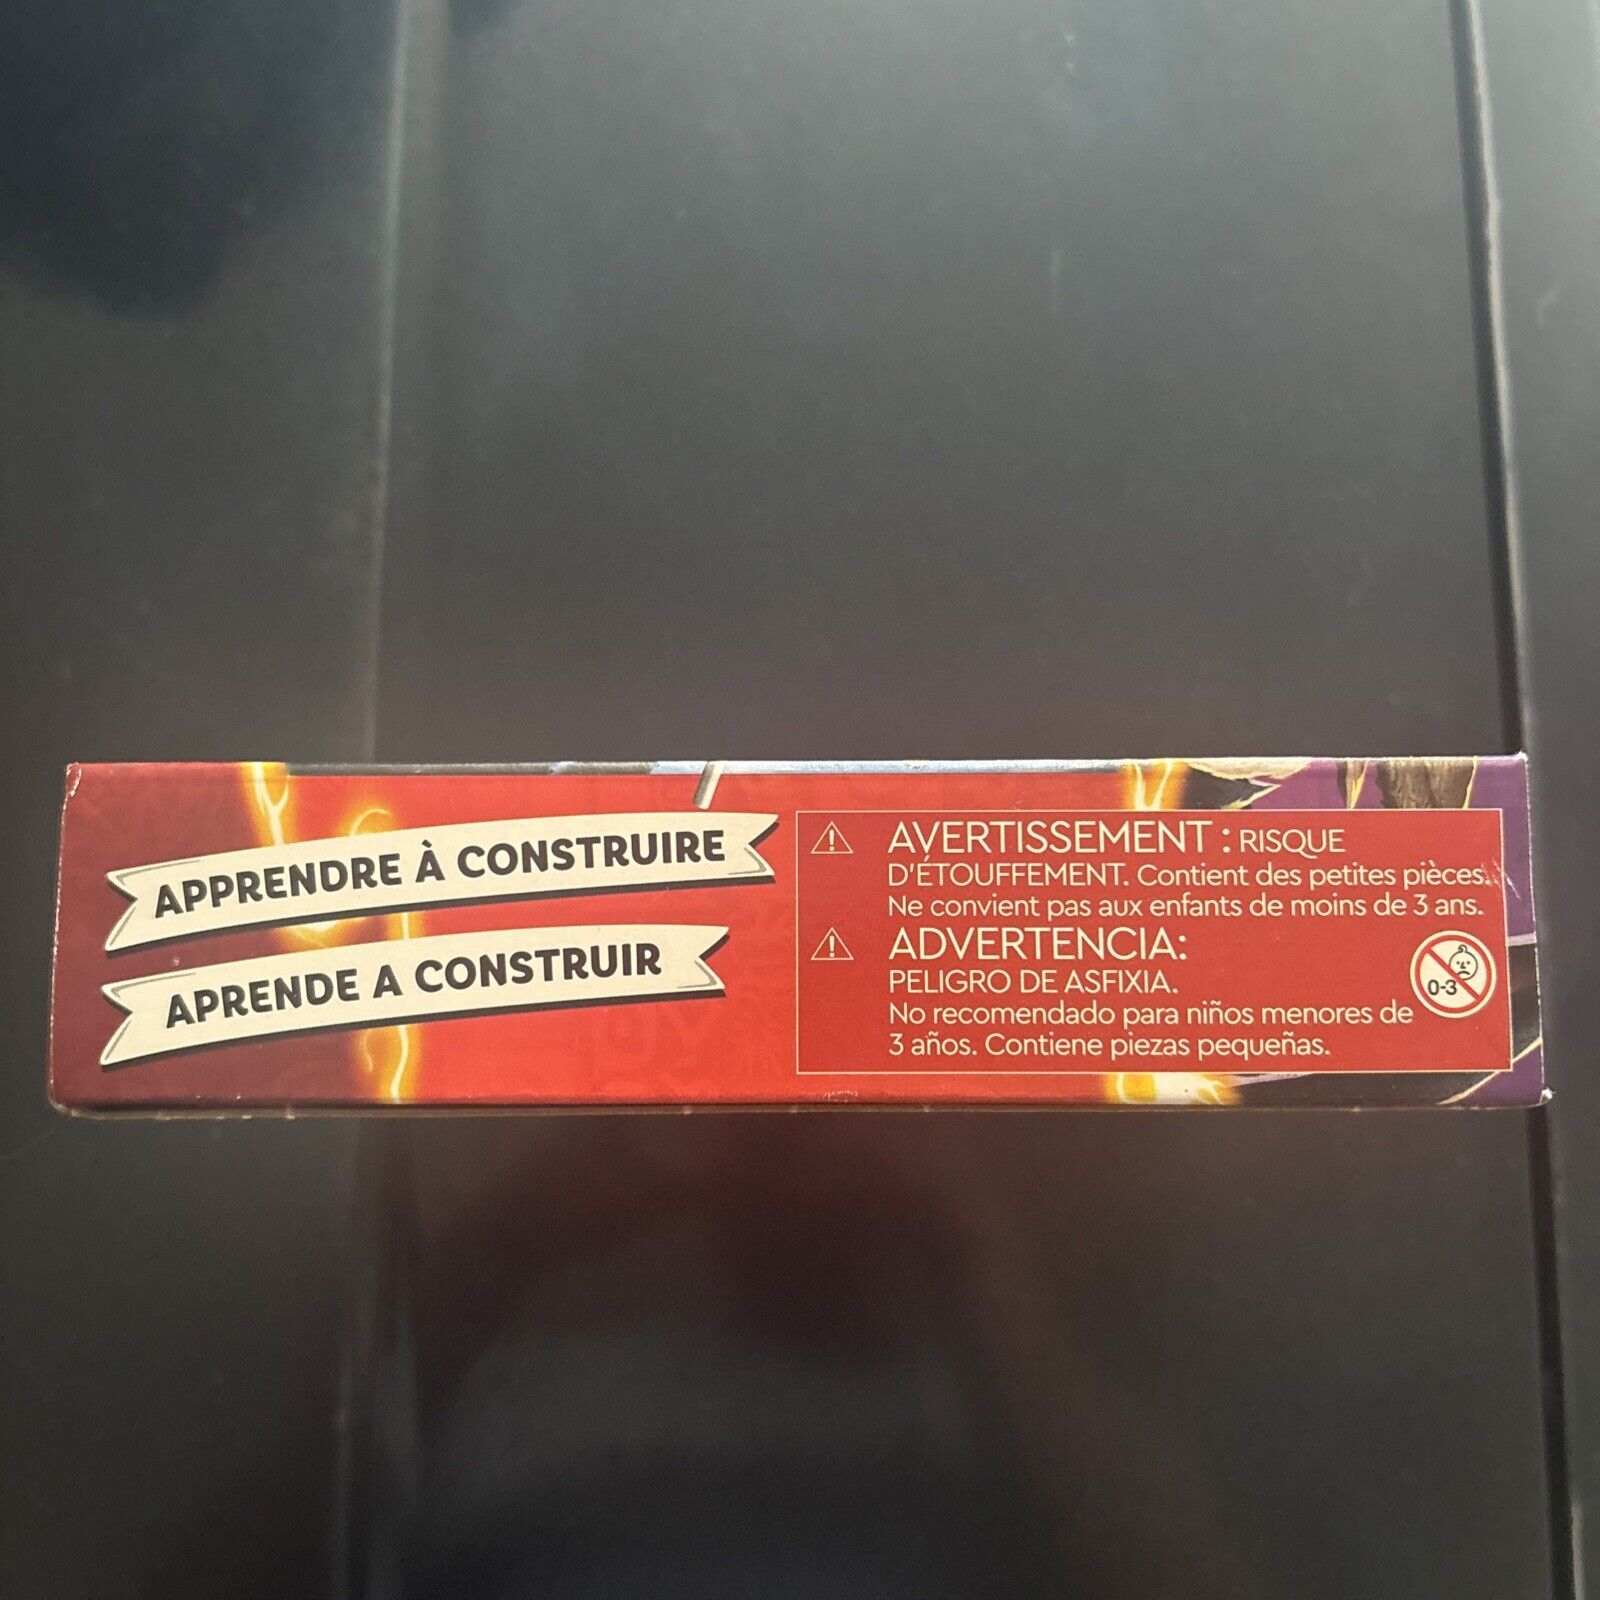 APPRENDRE À CONSTRUIRE
APRENDE A CONSTRUIR
AVERTISSEMENT : RISQUE
D'ÉTOUFFEMENT. Contient des petites pièces.
Ne convient pas aux enfants de moins de 3 ans.
ADVERTENCIA:
PELIGRO DE ASFIXIA.
No recomendado para niños menores de
3 años. Contiene piezas pequeñas.
0-3